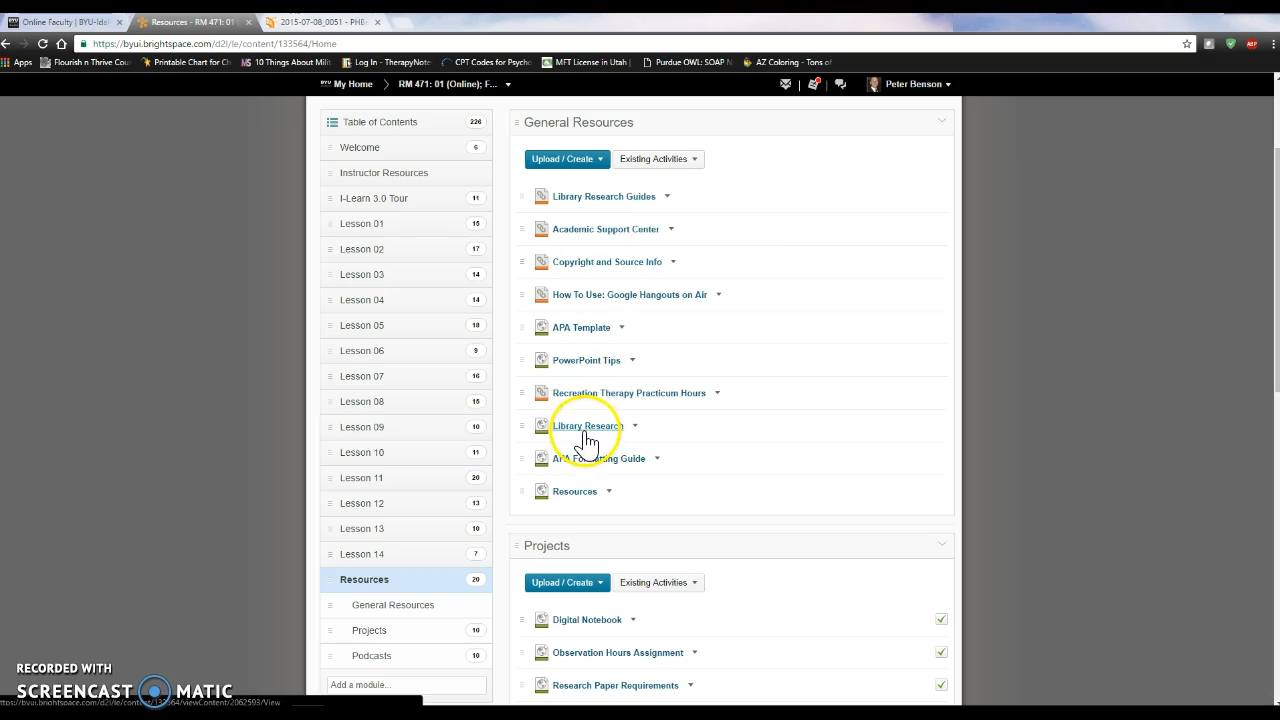 Online Faculty | BYU-Idah
Resources - RM 471: 01 (
2015-07-08_0051 - PHBE
https://byui.brightspace.com/d2l/le/content/133564/Home
Apps
Flourish n Thrive Cour
Printable Chart for Ch
10 Things About Milit
Log In - TherapyNote
CPT Codes for Psycho
MFT License in Utah |
Purdue OWL: SOAP N
AZ Coloring - Tons of
BYU My Home
RM 471: 01 (Online); F...
Peter Benson
Table of Contents 226
Welcome 6
Instructor Resources
I-Learn 3.0 Tour 11
Lesson 01 15
Lesson 02 17
Lesson 03 14
Lesson 04 14
Lesson 05 18
Lesson 06 9
Lesson 07 16
Lesson 08 15
Lesson 09 10
Lesson 10 11
Lesson 11 20
Lesson 12 13
Lesson 13 10
Lesson 14 7
Resources 20
General Resources
Projects 10
Podcasts 10
Add a module...
General Resources
Upload / Create
Existing Activities
Library Research Guides
Academic Support Center
Copyright and Source Info
How To Use: Google Hangouts on Air
APA Template
PowerPoint Tips
Recreation Therapy Practicum Hours
Library Research
APA Formatting Guide
Resources
Projects
Upload / Create
Existing Activities
Digital Notebook
Observation Hours Assignment
Research Paper Requirements
RECORDED WITH
SCREENCAST MATIC
https://byui.brightspace.com/d2l/le/content/133564/viewContent/2062593/View